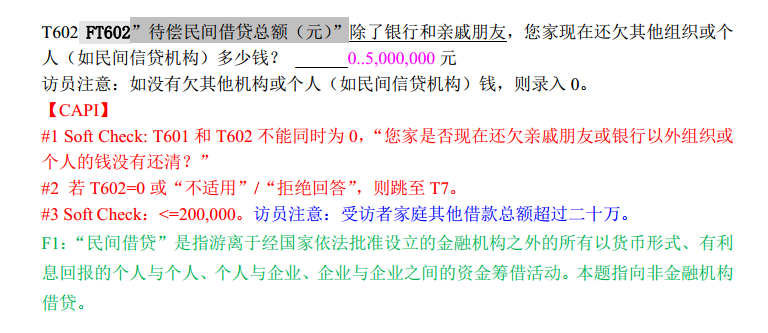 T602 FT602”待偿民间借贷总额（元）”除了银行和亲戚朋友，您家现在还欠其他组织或个
人（如民间信贷机构）多少钱？ ______0..5,000,000 元
访员注意：如没有欠其他机构或个人（如民间信贷机构）钱，则录入 0。
【CAPI】
#1 Soft Check: T601 和 T602 不能同时为 0，“您家是否现在还欠亲戚朋友或银行以外组织或
个人的钱没有还清？”
#2 若 T602=0 或“不适用”/“拒绝回答”，则跳至 T7。
#3 Soft Check：<=200,000。访员注意：受访者家庭其他借款总额超过二十万。
F1：“民间借贷”是指游离于经国家依法批准设立的金融机构之外的所有以货币形式、有利
息回报的个人与个人、个人与企业、企业与企业之间的资金筹借活动。本题指向非金融机构
借贷。